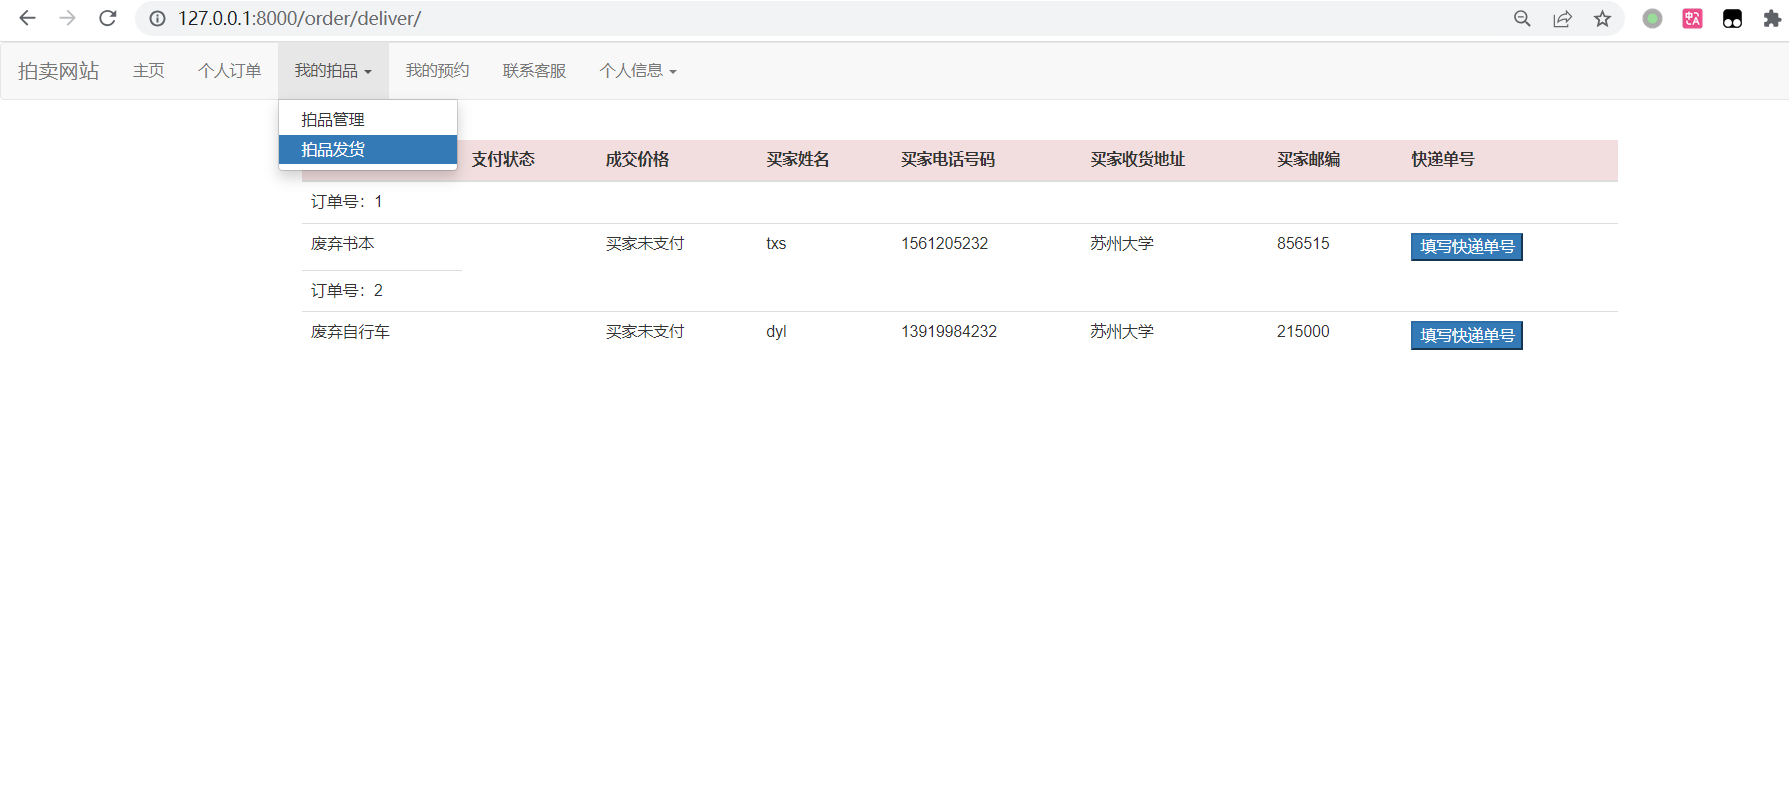 127.0.0.1:8000/order/deliver/
拍卖网站 主页 个人订单 我的拍品 我的预约 联系客服 个人信息
拍品管理
拍品发货
支付状态 成交价格 买家姓名 买家电话号码 买家收货地址 买家邮编 快递单号
订单号：1
废弃书本 买家未支付 txs 1561205232 苏州大学 856515 填写快递单号
订单号：2
废弃自行车 买家未支付 dyl 13919984232 苏州大学 215000 填写快递单号